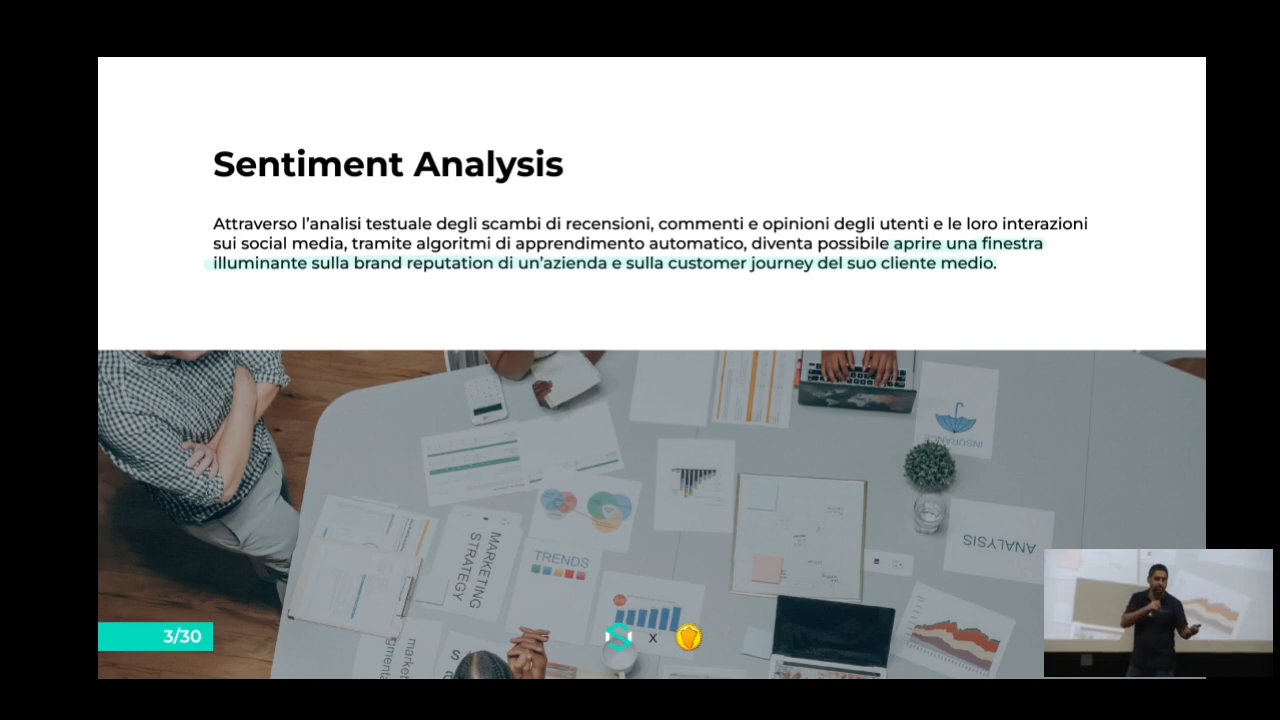 Sentiment Analysis
Attraverso l’analisi testuale degli scambi di recensioni, commenti e opinioni degli utenti e le loro interazioni
sui social media, tramite algoritmi di apprendimento automatico, diventa possibile aprire una finestra
illuminante sulla brand reputation di un’azienda e sulla customer journey del suo cliente medio.
INSURANCE
ANALYSIS
MARKETING
STRATEGY
TRENDS
3/30
S
x